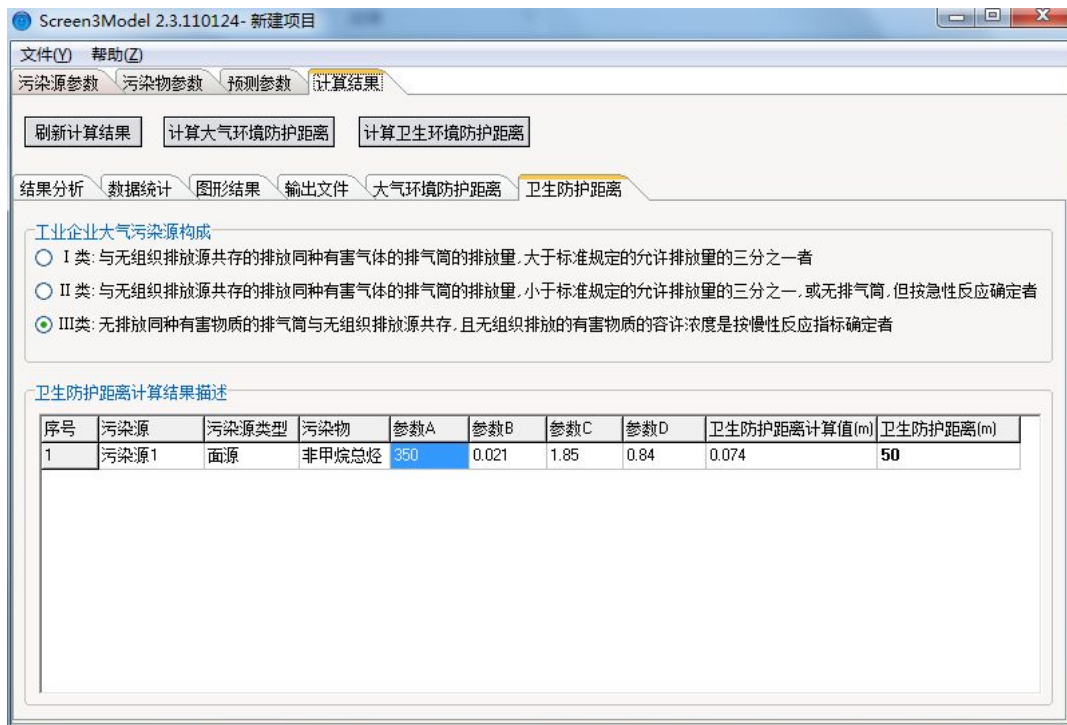 Screen3Model 2.3.110124- 新建项目
文件(Y) 帮助(Z)
污染源参数 污染物参数 预测参数 计算结果
刷新计算结果 计算大气环境防护距离 计算卫生环境防护距离
结果分析 数据统计 图形结果 输出文件 大气环境防护距离 卫生防护距离
工业企业大气污染源构成
I 类: 与无组织排放源共存的排放同种有害气体的排气筒的排放量,大于标准规定的允许排放量的三分之一者
II 类: 与无组织排放源共存的排放同种有害气体的排气筒的排放量,小于标准规定的允许排放量的三分之一,或无排气筒,但按急性反应确定者
III类: 无排放同种有害物质的排气筒与无组织排放源共存,且无组织排放的有害物质的容许浓度是按慢性反应指标确定者
卫生防护距离计算结果描述
序号 污染源 污染源类型 污染物 参数A 参数B 参数C 参数D 卫生防护距离计算值(m) 卫生防护距离(m)
1 污染源1 面源 非甲烷总烃 350 0.021 1.85 0.84 0.074 50